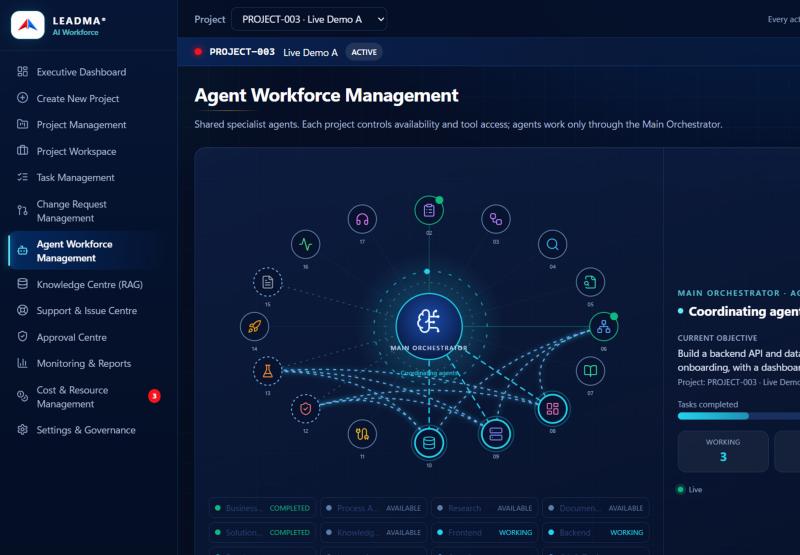 LEADMA®
AI Workforce
Executive Dashboard
Create New Project
Project Management
Project Workspace
Task Management
Change Request
Management
Agent Workforce
Management
Knowledge Centre (RAG)
Support & Issue Centre
Approval Centre
Monitoring & Reports
Cost & Resource
Management
3
Settings & Governance
Project
PROJECT-003 · Live Demo A
Every act
PROJECT-003 Live Demo A ACTIVE
Agent Workforce Management
Shared specialist agents. Each project controls availability and tool access; agents work only through the Main Orchestrator.
02
03
04
05
06
07
08
09
10
11
12
13
14
15
16
17
MAIN ORCHESTRATOR
Coordinating agents
Business... COMPLETED
Process A... AVAILABLE
Research AVAILABLE
Documen... AVAILABLE
Solution... COMPLETED
Knowledg... AVAILABLE
Frontend WORKING
Backend WORKING
MAIN ORCHESTRATOR · AG
Coordinating agent
CURRENT OBJECTIVE
Build a backend API and data
onboarding, with a dashboar
Project: PROJECT-003 · Live Demo
Tasks completed
WORKING
3
Live